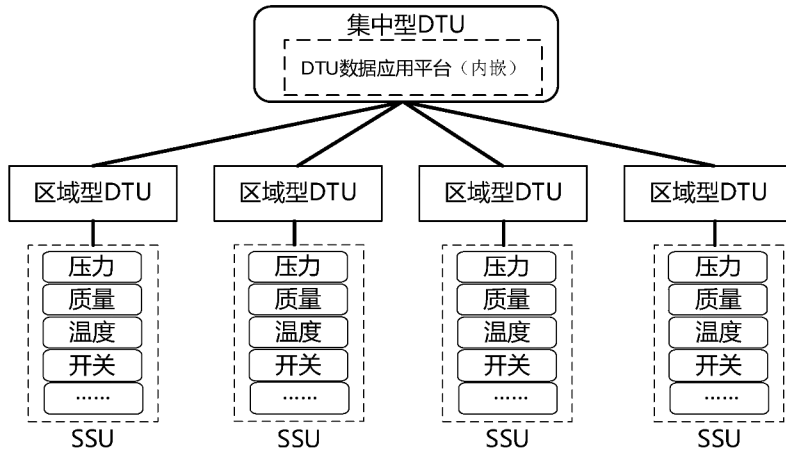 集中型DTU
DTU数据应用平台（内嵌）
区域型DTU
区域型DTU
区域型DTU
区域型DTU
压力
质量
温度
开关
……
SSU
压力
质量
温度
开关
……
SSU
压力
质量
温度
开关
……
SSU
压力
质量
温度
开关
……
SSU